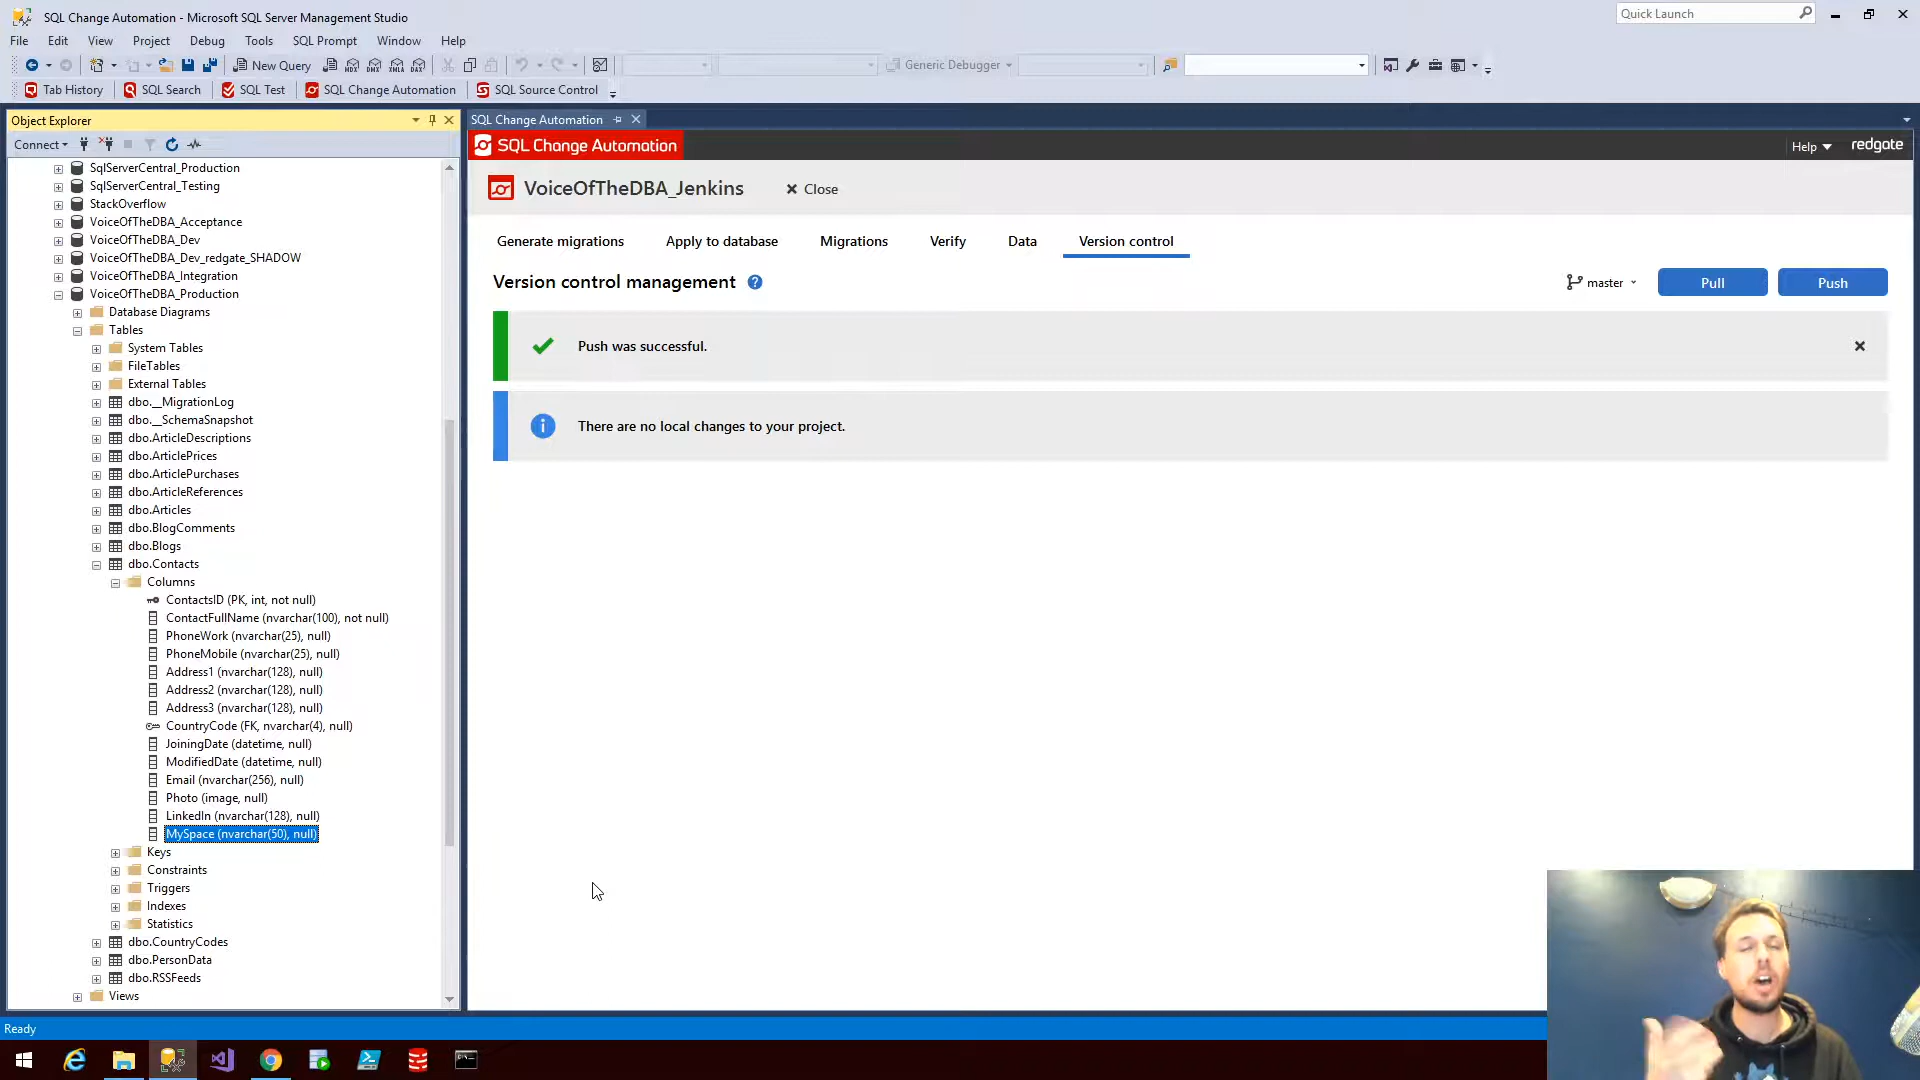 SQL Change Automation - Microsoft SQL Server Management Studio
Quick Launch
File Edit View Project Debug Tools SQL Prompt Window Help
New Query
Generic Debugger
Tab History SQL Search SQL Test SQL Change Automation SQL Source Control
Object Explorer
SQL Change Automation
Connect
SQL Change Automation
Help
redgate
SqlServerCentral_Production
SqlServerCentral_Testing
StackOverflow
VoiceOfTheDBA_Acceptance
VoiceOfTheDBA_Dev
VoiceOfTheDBA_Dev_redgate_SHADOW
VoiceOfTheDBA_Integration
VoiceOfTheDBA_Production
Database Diagrams
Tables
System Tables
FileTables
External Tables
dbo.__MigrationLog
dbo.__SchemaSnapshot
dbo.ArticleDescriptions
dbo.ArticlePrices
dbo.ArticlePurchases
dbo.ArticleReferences
dbo.Articles
dbo.BlogComments
dbo.Blogs
dbo.Contacts
Columns
ContactsID (PK, int, not null)
ContactFullName (nvarchar(100), not null)
PhoneWork (nvarchar(25), null)
PhoneMobile (nvarchar(25), null)
Address1 (nvarchar(128), null)
Address2 (nvarchar(128), null)
Address3 (nvarchar(128), null)
CountryCode (FK, nvarchar(4), null)
JoiningDate (datetime, null)
ModifiedDate (datetime, null)
Email (nvarchar(256), null)
Photo (image, null)
LinkedIn (nvarchar(128), null)
MySpace (nvarchar(50), null)
Keys
Constraints
Triggers
Indexes
Statistics
dbo.CountryCodes
dbo.PersonData
dbo.RSSFeeds
Views
VoiceOfTheDBA_Jenkins
Close
Generate migrations Apply to database Migrations Verify Data Version control
Version control management
master
Pull
Push
Push was successful.
There are no local changes to your project.
Ready